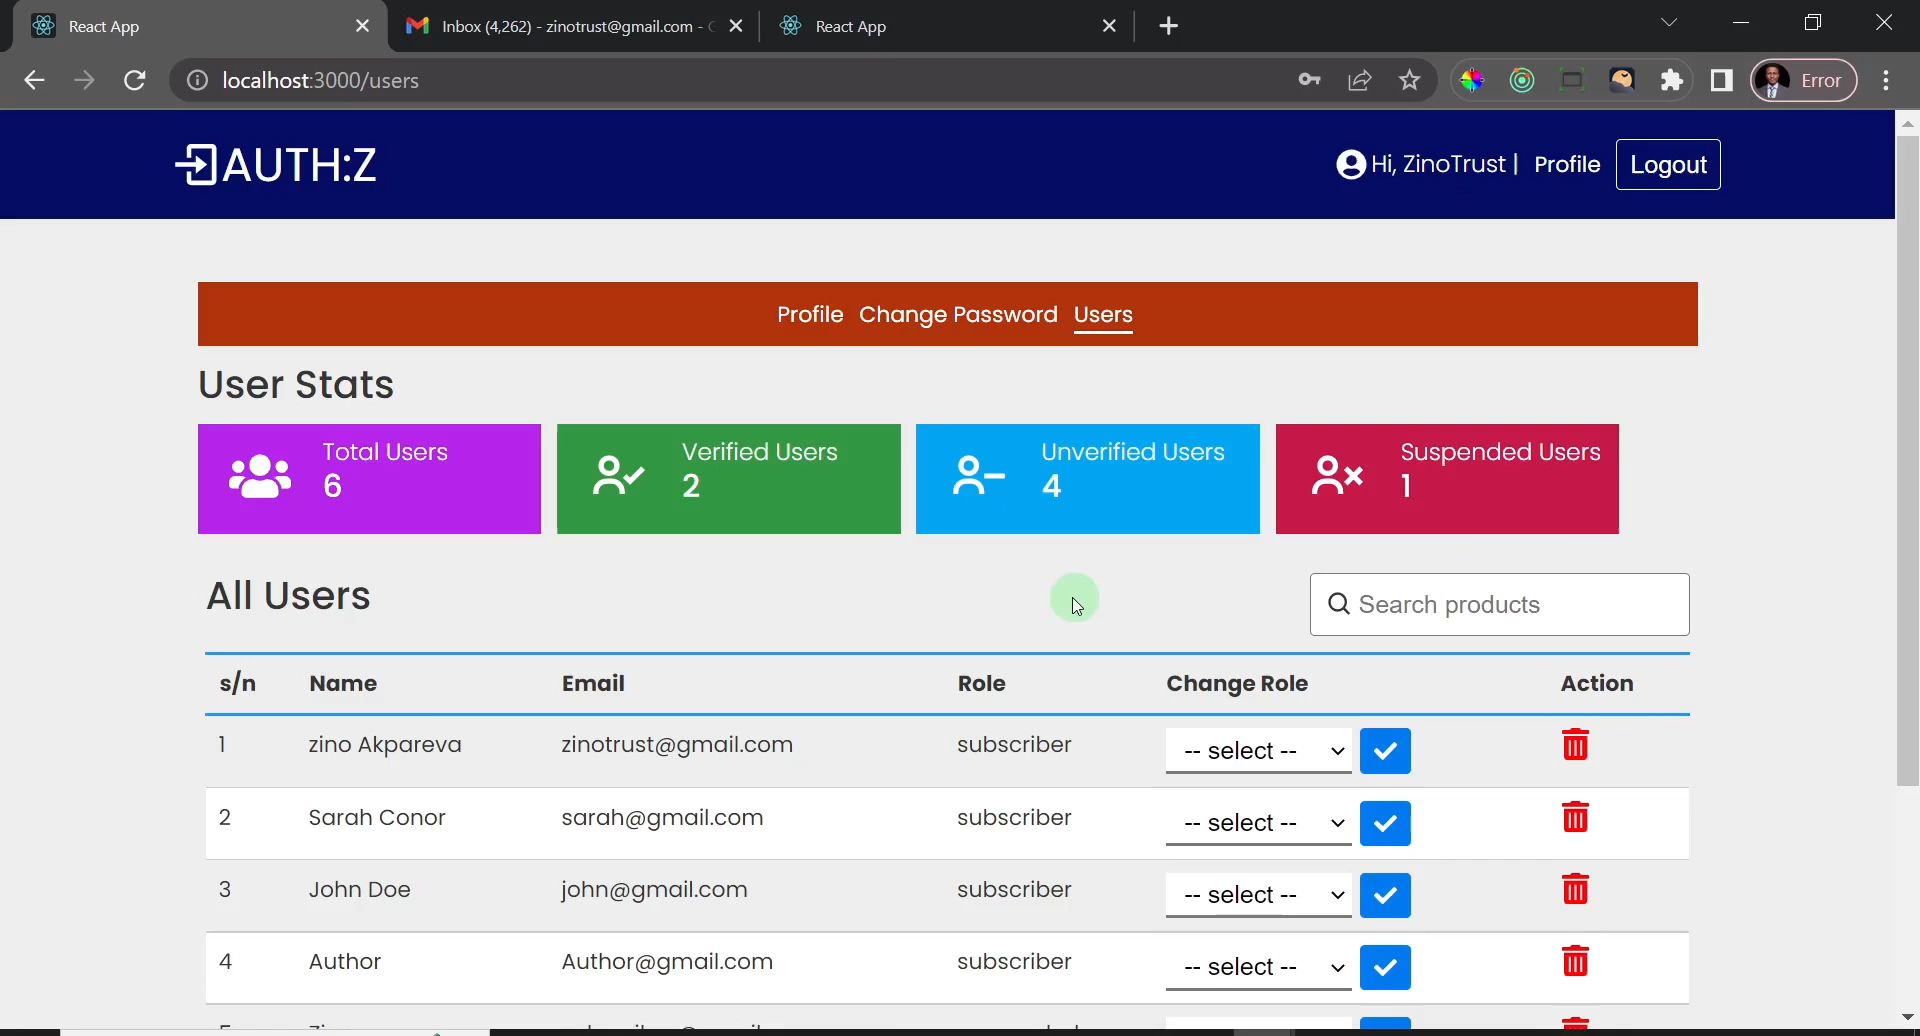 React App
Inbox (4,262) - zinotrust@gmail.com -
React App
localhost:3000/users
Error
AUTH:Z
Hi, ZinoTrust | Profile Logout
Profile Change Password Users
User Stats
Total Users
6
Verified Users
2
Unverified Users
4
Suspended Users
1
All Users
Search products
s/n Name Email Role Change Role Action
1 zino Akpareva zinotrust@gmail.com subscriber -- select --
2 Sarah Conor sarah@gmail.com subscriber -- select --
3 John Doe john@gmail.com subscriber -- select --
4 Author Author@gmail.com subscriber -- select --